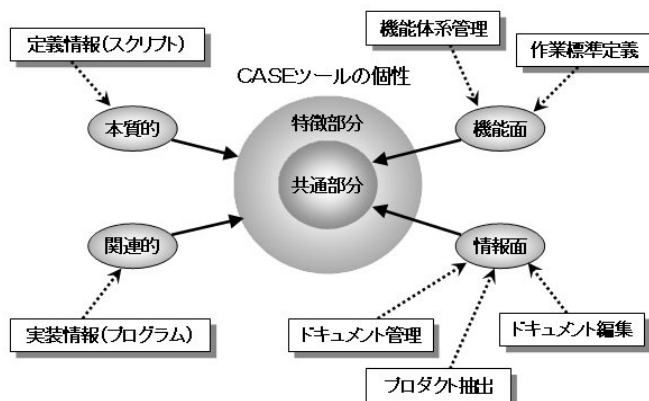 定義情報(スクリプト)
機能体系管理
作業標準定義
CASEツールの個性
本質的
特徴部分
機能面
共通部分
関連的
情報面
実装情報(プログラム)
ドキュメント管理
ドキュメント編集
プロダクト抽出